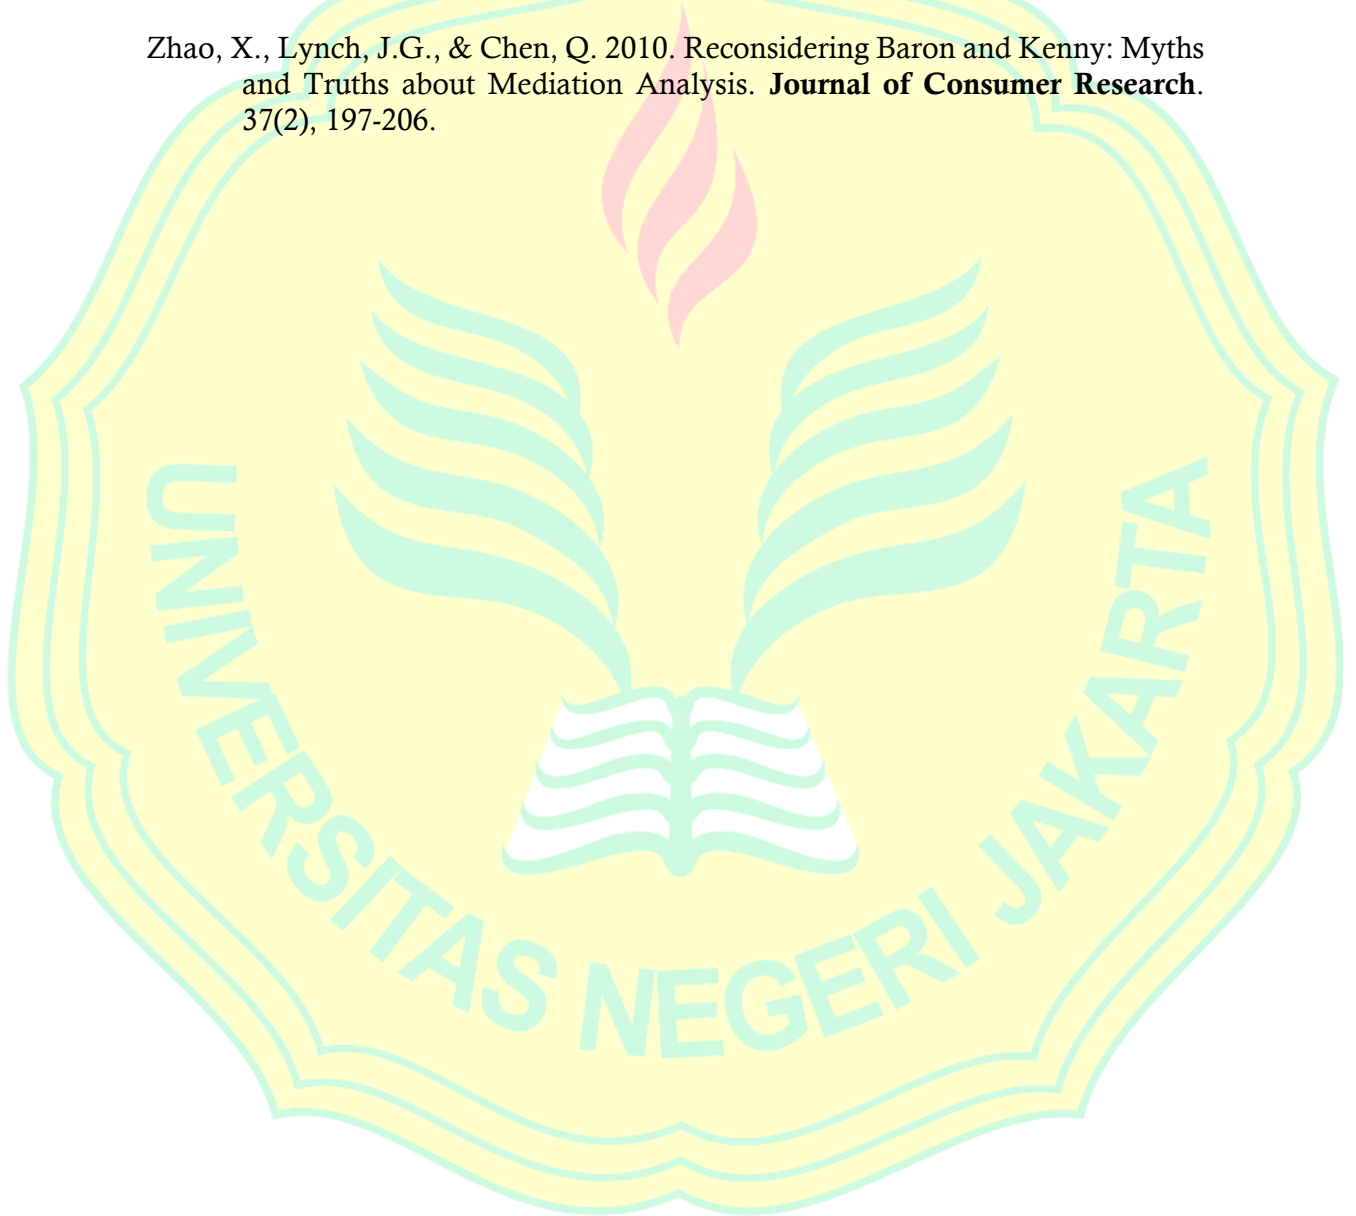 Zhao, X., Lynch, J.G., & Chen, Q. 2010. Reconsidering Baron and Kenny: Myths
and Truths about Mediation Analysis. Journal of Consumer Research.
37(2), 197-206.
UNIVERSITAS NEGERI JAKARTA